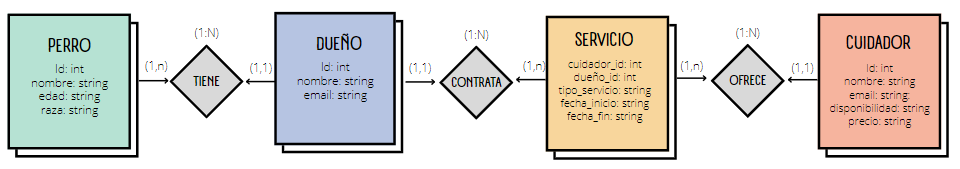 PERRO
Id: int
nombre: string
edad: string
raza: string
(1,n)
(1:N)
TIENE
(1,1)
DUEÑO
Id: int
nombre: string
email: string
(1,1)
(1:N)
CONTRATA
(1,n)
SERVICIO
cuidador_id: int
dueño_id: int
tipo_servicio: string
fecha_inicio: string
fecha_fin: string
(1,n)
(1:N)
OFRECE
(1,1)
CUIDADOR
Id: int
nombre: string
email: string
disponibilidad: string
precio: string